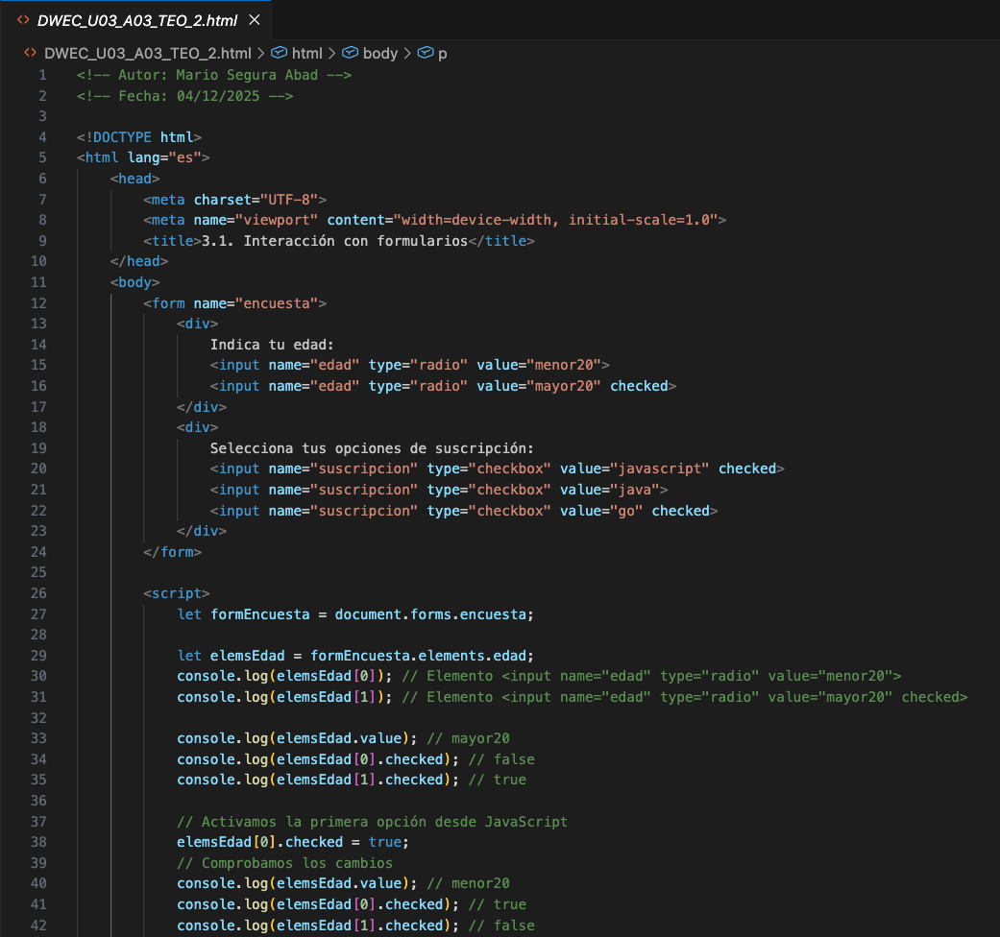 DWEC_U03_A03_TEO_2.html
DWEC_U03_A03_TEO_2.html > html > body > p
1 <!-- Autor: Mario Segura Abad -->
2 <!-- Fecha: 04/12/2025 -->
3
4 <!DOCTYPE html>
5 <html lang="es">
6     <head>
7         <meta charset="UTF-8">
8         <meta name="viewport" content="width=device-width, initial-scale=1.0">
9         <title>3.1. Interacción con formularios</title>
10     </head>
11     <body>
12         <form name="encuesta">
13             <div>
14                 Indica tu edad:
15                 <input name="edad" type="radio" value="menor20">
16                 <input name="edad" type="radio" value="mayor20" checked>
17             </div>
18             <div>
19                 Selecciona tus opciones de suscripción:
20                 <input name="suscripcion" type="checkbox" value="javascript" checked>
21                 <input name="suscripcion" type="checkbox" value="java">
22                 <input name="suscripcion" type="checkbox" value="go" checked>
23             </div>
24         </form>
25
26         <script>
27             let formEncuesta = document.forms.encuesta;
28
29             let elemsEdad = formEncuesta.elements.edad;
30             console.log(elemsEdad[0]); // Elemento <input name="edad" type="radio" value="menor20">
31             console.log(elemsEdad[1]); // Elemento <input name="edad" type="radio" value="mayor20" checked>
32
33             console.log(elemsEdad.value); // mayor20
34             console.log(elemsEdad[0].checked); // false
35             console.log(elemsEdad[1].checked); // true
36
37             // Activamos la primera opción desde JavaScript
38             elemsEdad[0].checked = true;
39             // Comprobamos los cambios
40             console.log(elemsEdad.value); // menor20
41             console.log(elemsEdad[0].checked); // true
42             console.log(elemsEdad[1].checked); // false